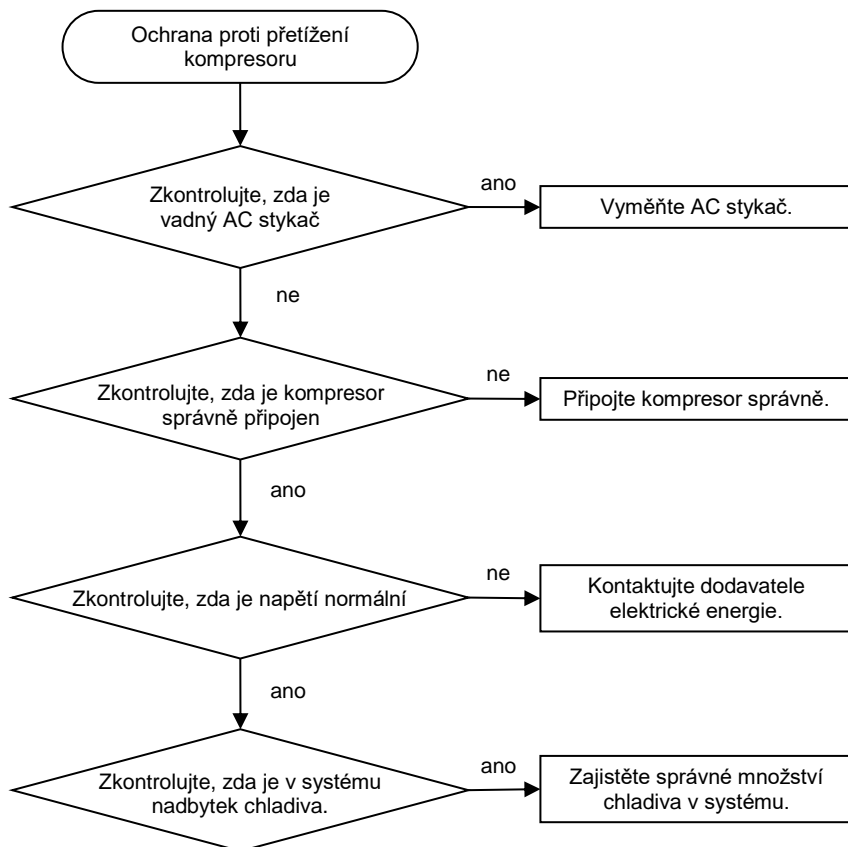 Ochrana proti přetížení
kompresoru
Zkontrolujte, zda je
vadný AC stykač
ano
Vyměňte AC stykač.
ne
Zkontrolujte, zda je kompresor
správně připojen
ne
Připojte kompresor správně.
ano
Zkontrolujte, zda je napětí normální
ne
Kontaktujte dodavatele
elektrické energie.
ano
Zkontrolujte, zda je v systému
nadbytek chladiva.
ano
Zajistěte správné množství
chladiva v systému.